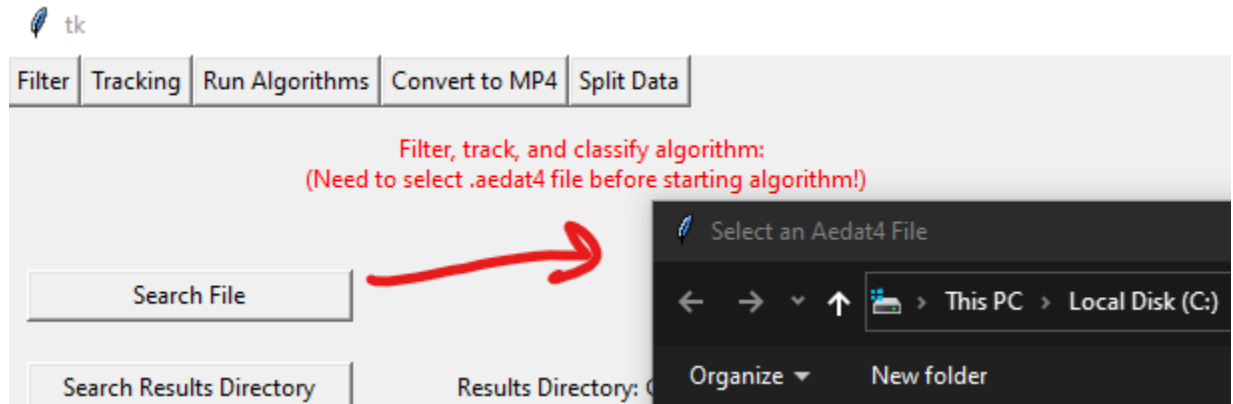 tk
Filter Tracking Run Algorithms Convert to MP4 Split Data
Filter, track, and classify algorithm:
(Need to select .aedat4 file before starting algorithm!)
Select an Aedat4 File
Search File
This PC > Local Disk (C:)
Search Results Directory
Results Directory:
Organize
New folder